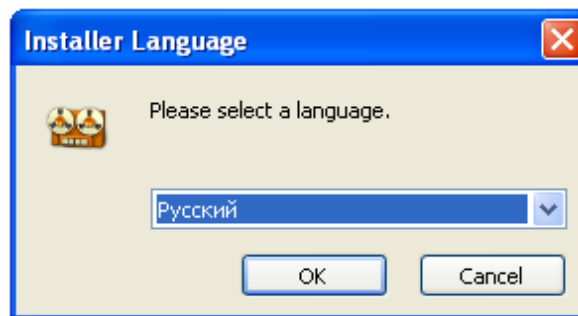 Installer Language
Please select a language.
Русский
OK
Cancel